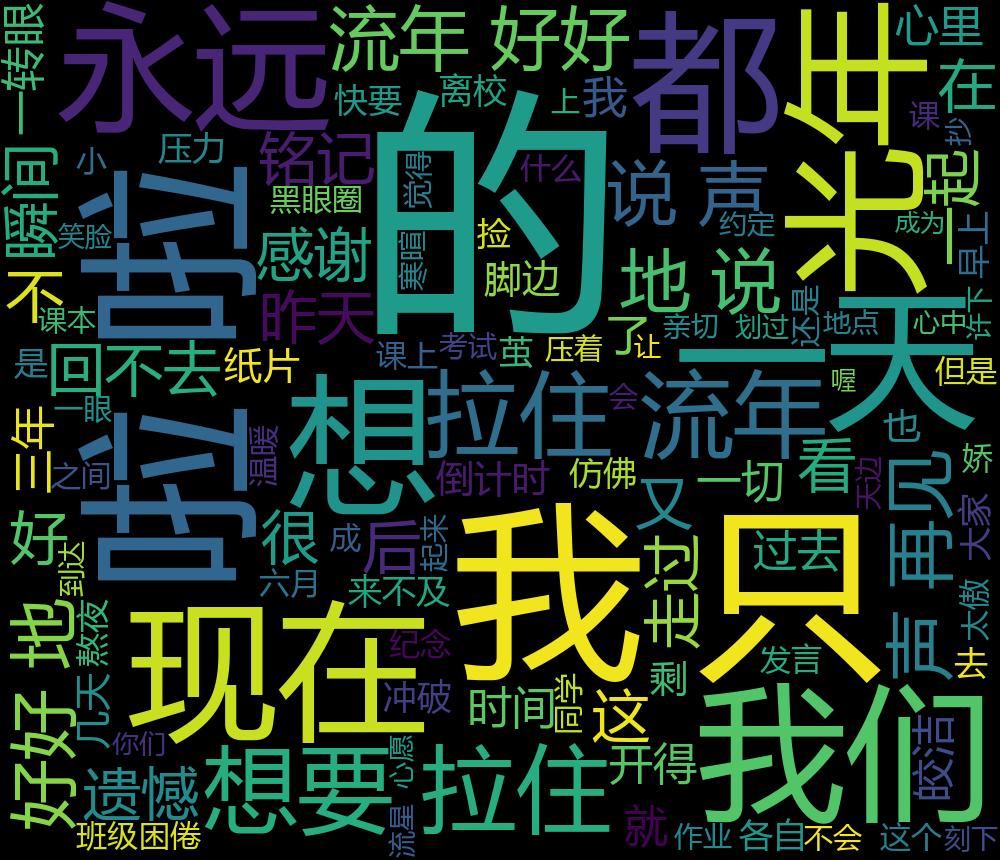 一转眼
永远
流年
好好
都
光年
心里
快要
离校
上
我
在
课
抄
小
压力
铭记
的
觉得
什么
说
声
起
瞬间
黑眼圈
约定
成为
一
早上
笑脸
啦
感谢
寒暄
捡
脚边
地
说
还是
许下
不
课本
昨天
了
亲切
划过
地点
心中
是
回不去
纸片
课上
考试
茧
压着
让
一天
喔
但是
一眼
啦
想
拉住
会
流年
也
三年
之间
温暖
倒计时
仿佛
一切
看
天边
娇
好
很
成
后
起来
又
再见
大家
到达
六月
来不及
我只
走过
过去
太傲
地
熬夜
现在
纪念
发言
声
去
好好
几天
冲破
时间
同学
这
剩
我们
皎洁
你们
遗憾
想要
心愿
拉住
开得
班级
困倦
流星
就
作业
各自
不会
这个
刻下